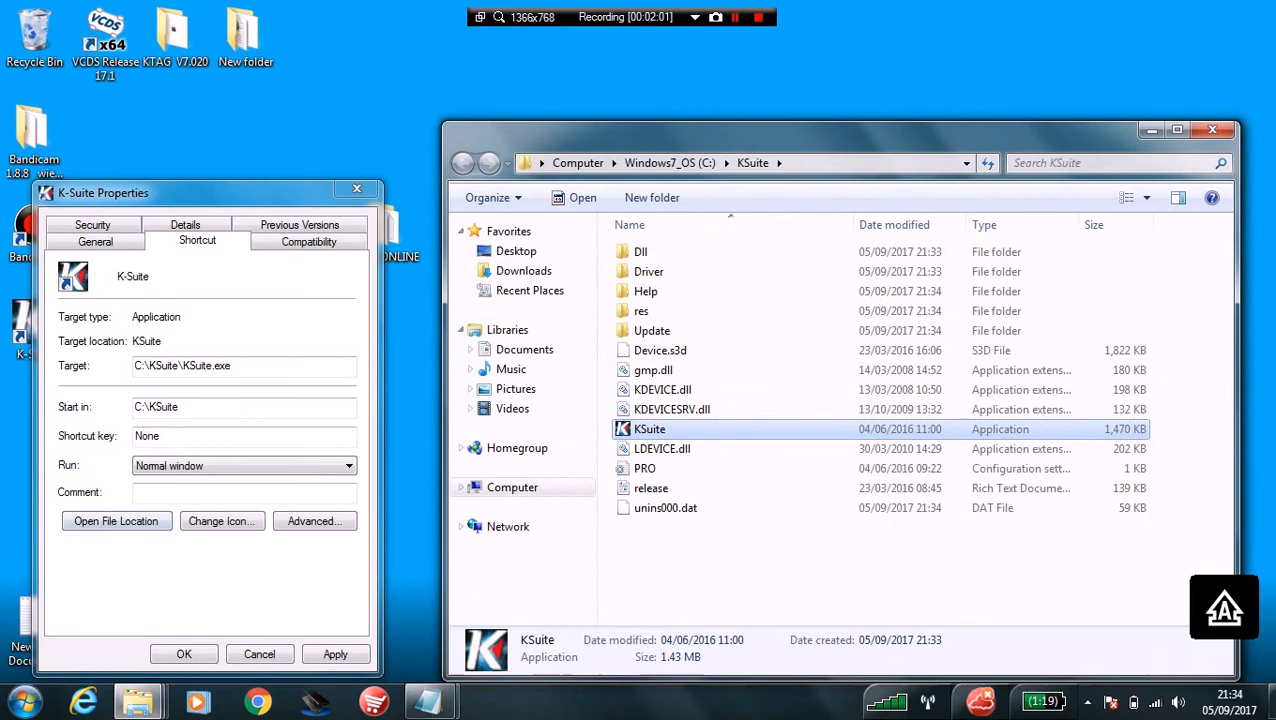 1366x768 Recording [00:02:01]
Recycle Bin
VCDS Release 17.1
x64
KTAG V7.020
New folder
Bandicam
1.8.8 wie...
K-Suite Properties
Security Details Previous Versions
General Shortcut Compatibility
K-Suite
Target type: Application
Target location: KSuite
Target: C:\KSuite\KSuite.exe
Start in: C:\KSuite
Shortcut key: None
Run: Normal window
Comment:
Open File Location Change Icon... Advanced...
OK Cancel Apply
ONLINE
Computer Windows7_OS (C:) KSuite
Search KSuite
Organize Open New folder
Favorites
Desktop
Downloads
Recent Places
Libraries
Documents
Music
Pictures
Videos
Homegroup
Computer
Network
Name Date modified Type Size
Dll 05/09/2017 21:33 File folder
Driver 05/09/2017 21:33 File folder
Help 05/09/2017 21:34 File folder
res 05/09/2017 21:34 File folder
Update 05/09/2017 21:34 File folder
Device.s3d 23/03/2016 16:06 S3D File 1,822 KB
gmp.dll 14/03/2008 14:52 Application extens... 180 KB
KDEVICE.dll 13/03/2008 10:50 Application extens... 198 KB
KDEVICESRV.dll 13/10/2009 13:32 Application extens... 132 KB
KSuite 04/06/2016 11:00 Application 1,470 KB
LDEVICE.dll 26/03/2010 14:29 Application extens... 202 KB
PRO 04/06/2016 09:22 Configuration sett... 1 KB
release 23/03/2016 08:45 Rich Text Docume... 139 KB
unins000.dat 05/09/2017 21:34 DAT File 59 KB
KSuite Date modified: 04/06/2016 11:00 Date created: 05/09/2017 21:33
Application Size: 1.43 MB
A
(1:19)
21:34
05/09/2017